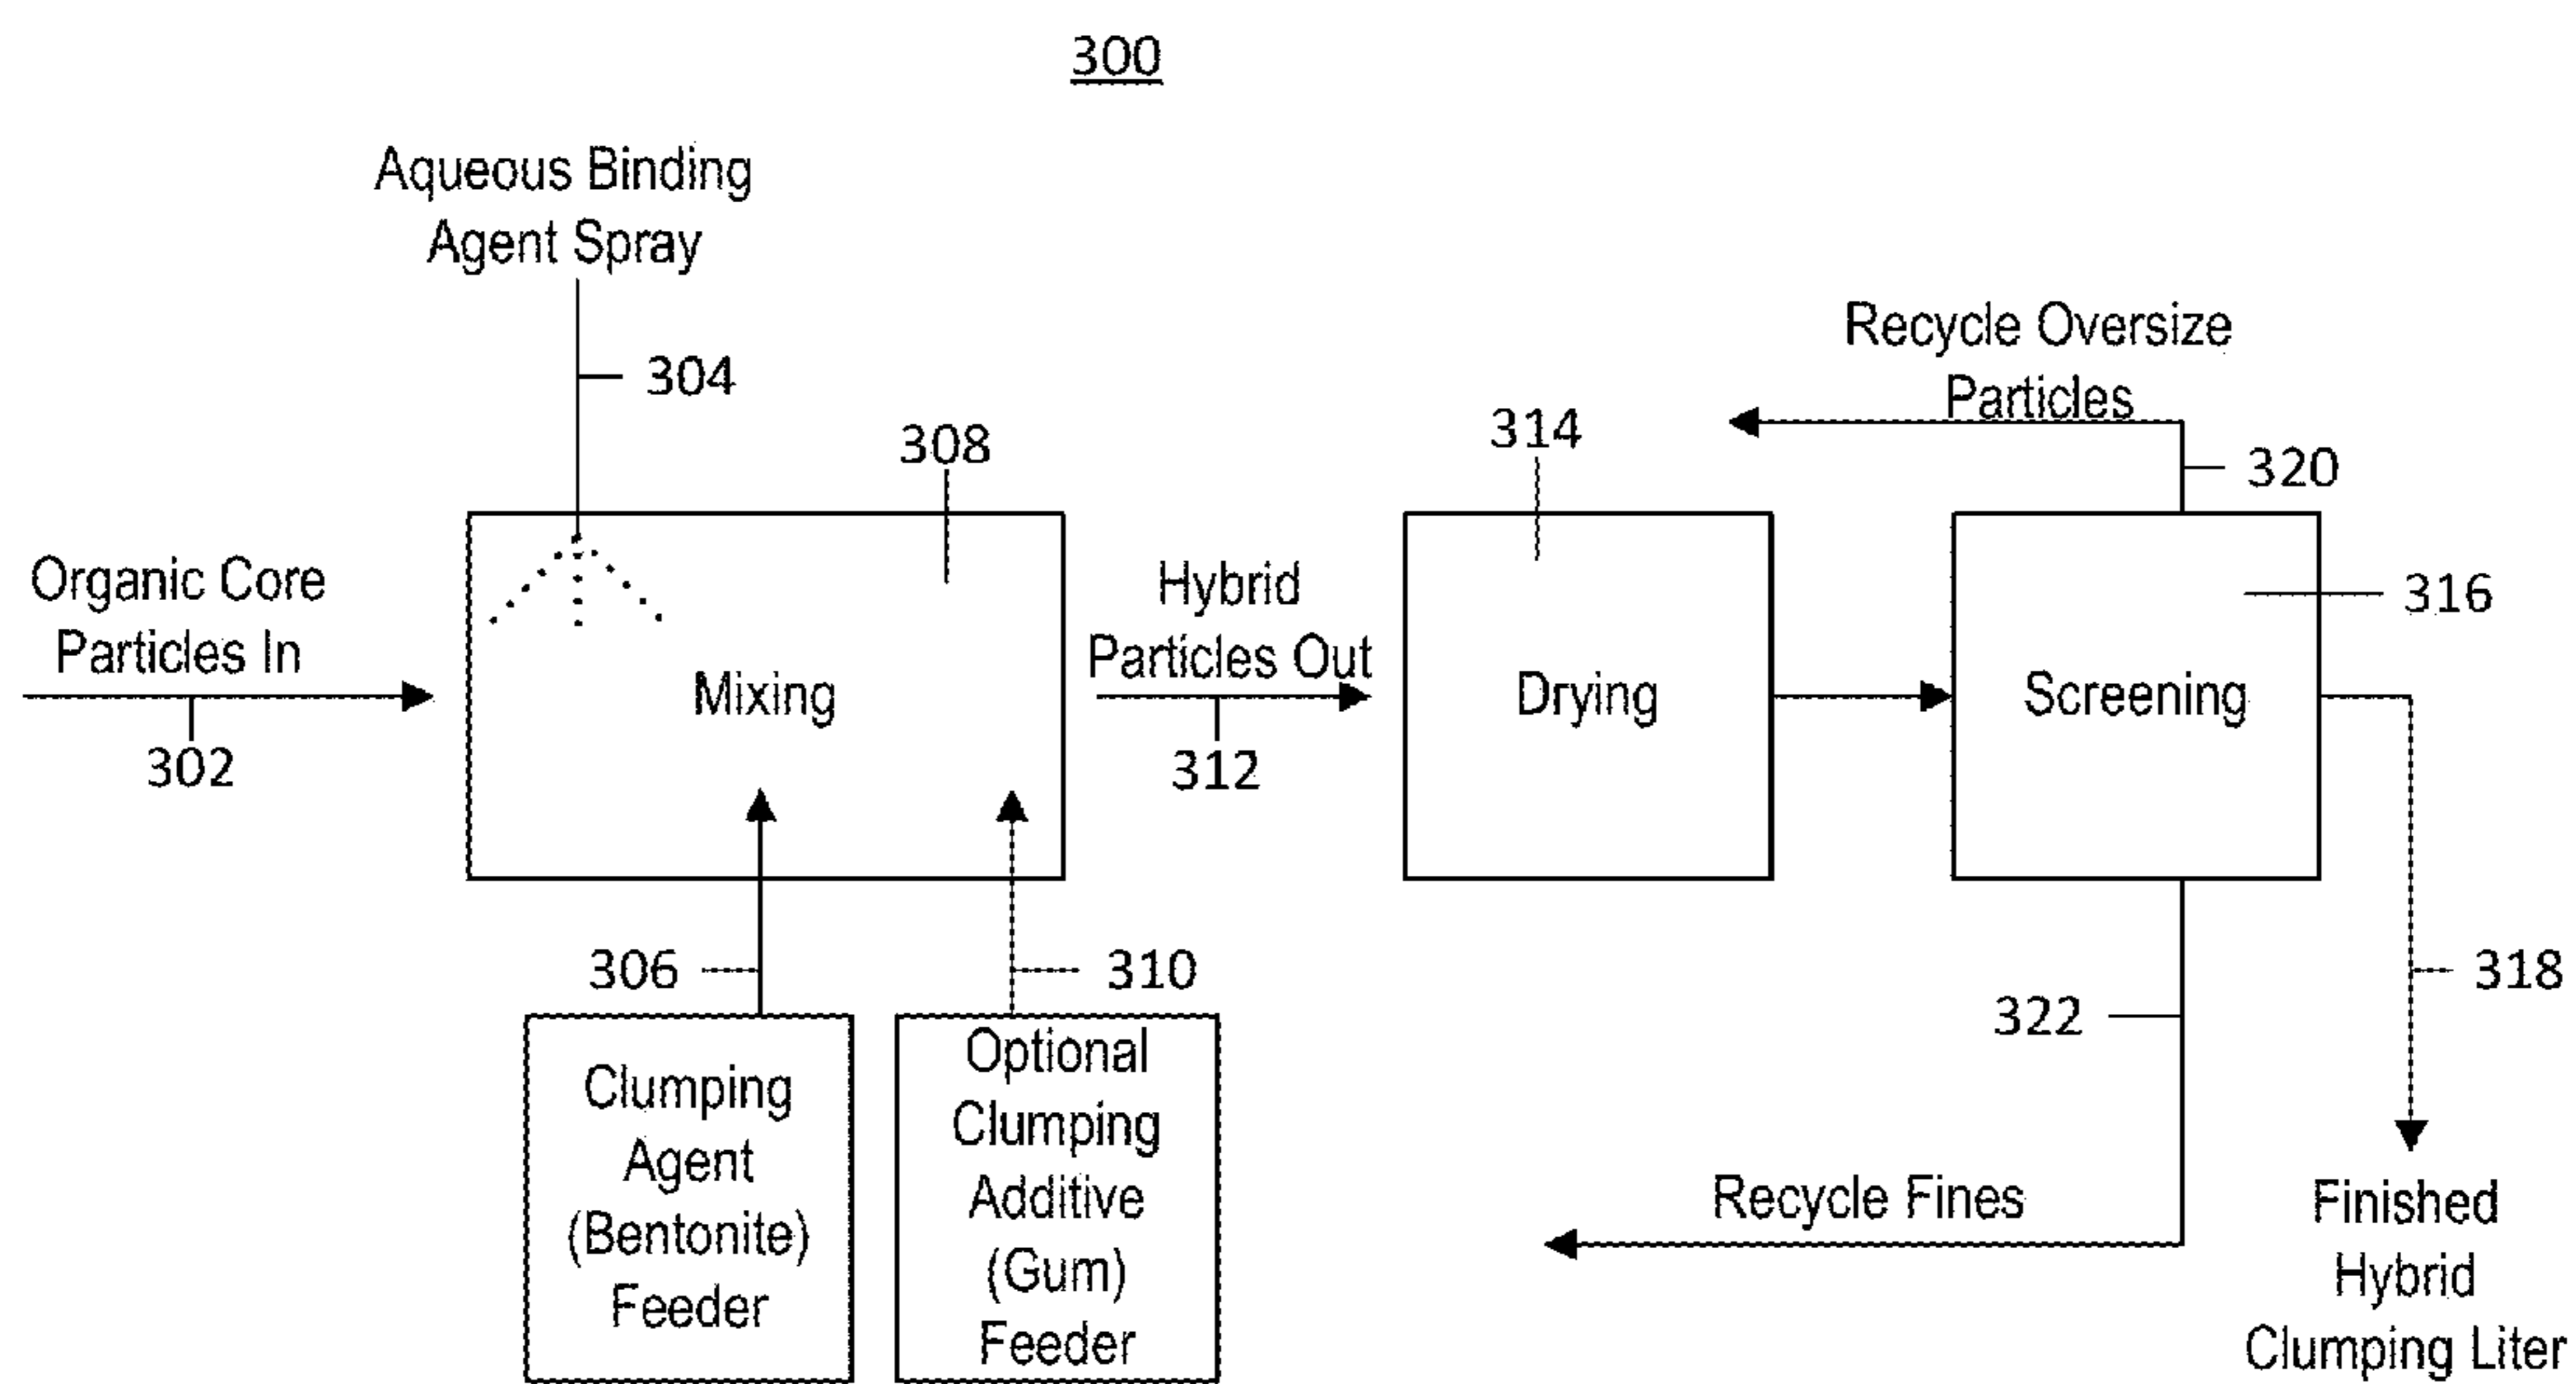 300
Aqueous Binding
Agent Spray
304
308
Organic Core
Particles In
302
Mixing
Hybrid
Particles Out
312
314
Drying
Recycle Oversize
Particles
320
316
Screening
306
310
Clumping
Agent
(Bentonite)
Feeder
Optional
Clumping
Additive
(Gum)
Feeder
322
318
Recycle Fines
Finished
Hybrid
Clumping Liter